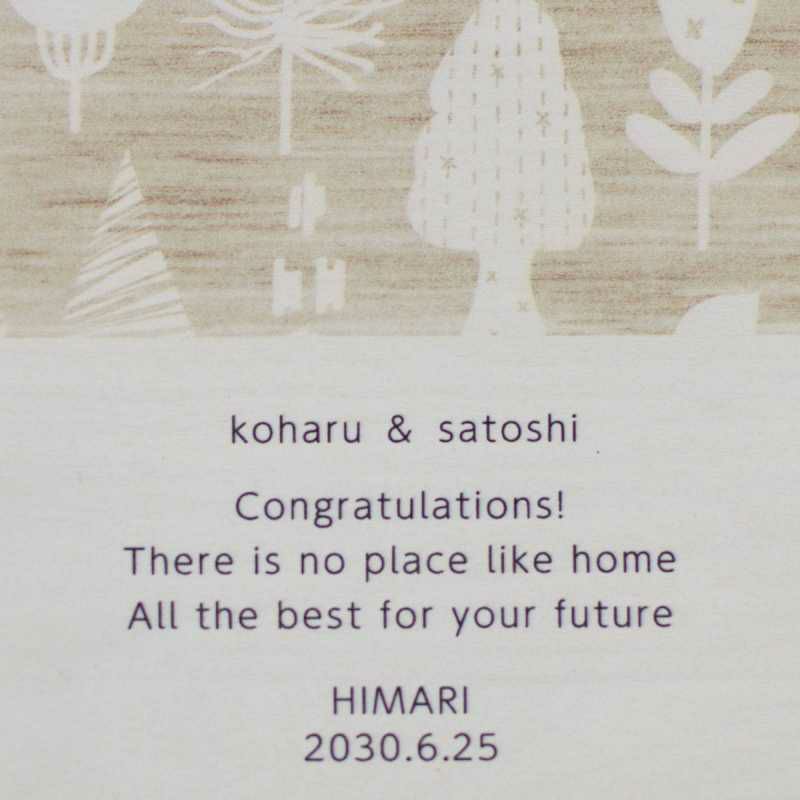 koharu & satoshi
Congratulations!
There is no place like home
All the best for your future
HIMARI
2030.6.25